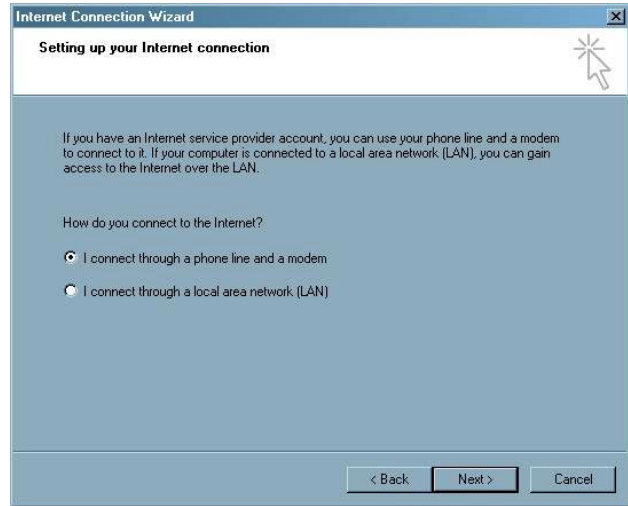 Internet Connection Wizard
Setting up your Internet connection
If you have an Internet service provider account, you can use your phone line and a modem
to connect to it. If your computer is connected to a local area network (LAN), you can gain
access to the Internet over the LAN.
How do you connect to the Internet?
I connect through a phone line and a modem
I connect through a local area network (LAN)
< Back Next > Cancel